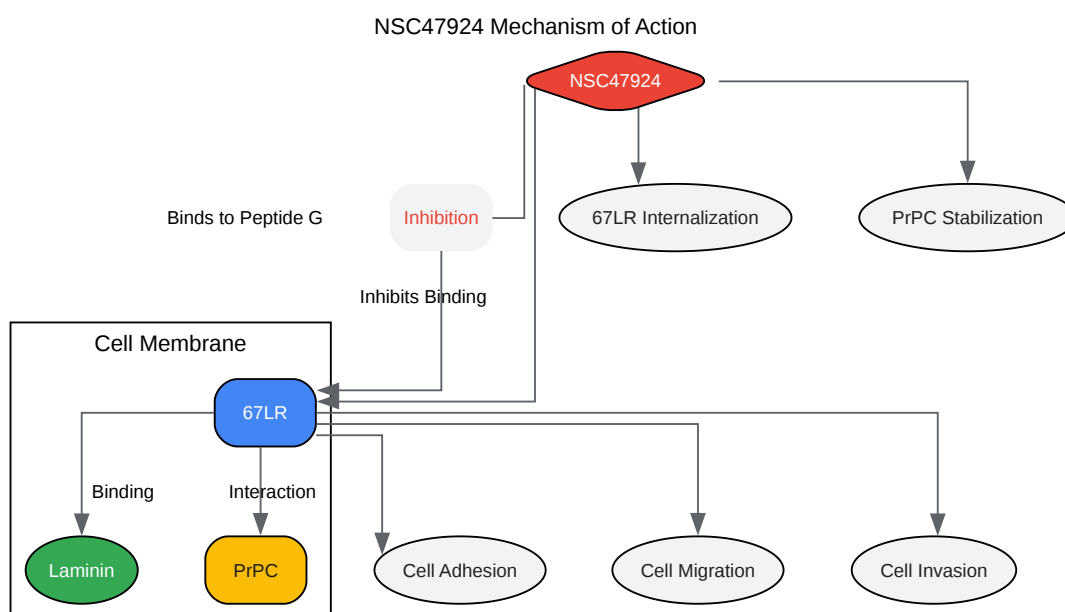 NSC47924 Mechanism of Action
NSC47924
Binds to Peptide G
Inhibition
67LR Internalization
PrPC Stabilization
Inhibits Binding
Cell Membrane
67LR
Binding
Interaction
Laminin
PrPC
Cell Adhesion
Cell Migration
Cell Invasion